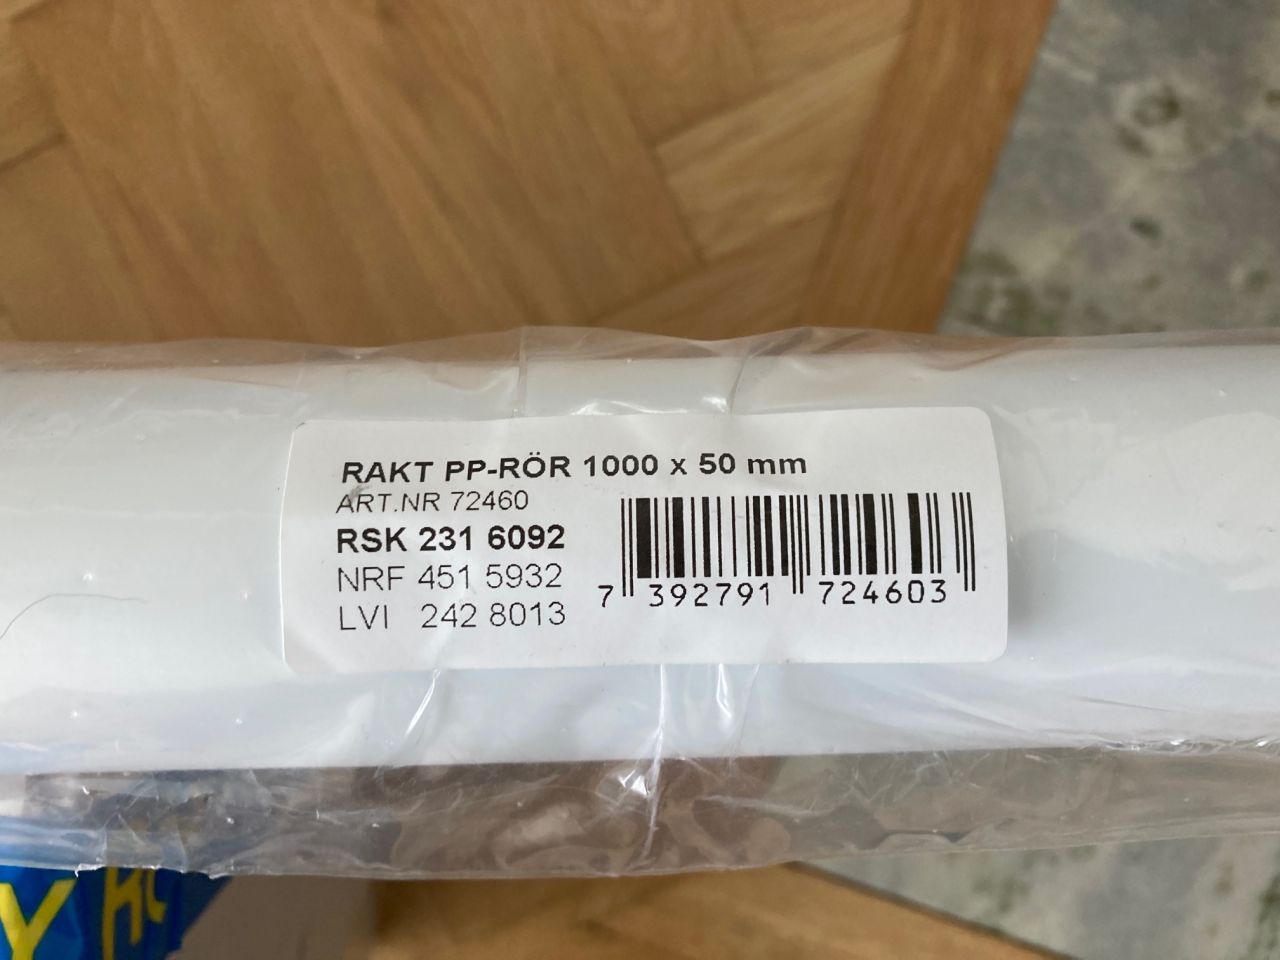 RAKT PP-RÖR 1000 x 50 mm
ART.NR 72460
RSK 231 6092
NRF 451 5932
LVI 242 8013
7 392791 724603